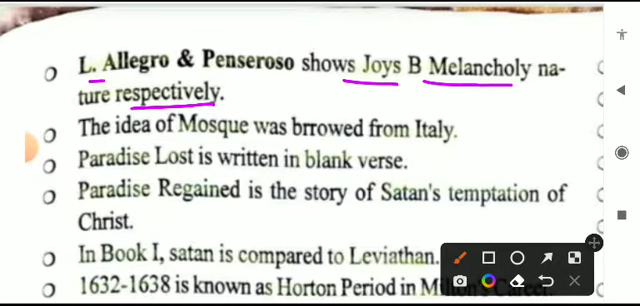 L. Allegro & Penseroso shows Joys B Melancholy na-
ture respectively.
The idea of Mosque was brrowed from Italy.
Paradise Lost is written in blank verse.
Paradise Regained is the story of Satan's temptation of
Christ.
In Book I, satan is compared to Leviathan.
1632-1638 is known as Horton Period in Milton's Career.